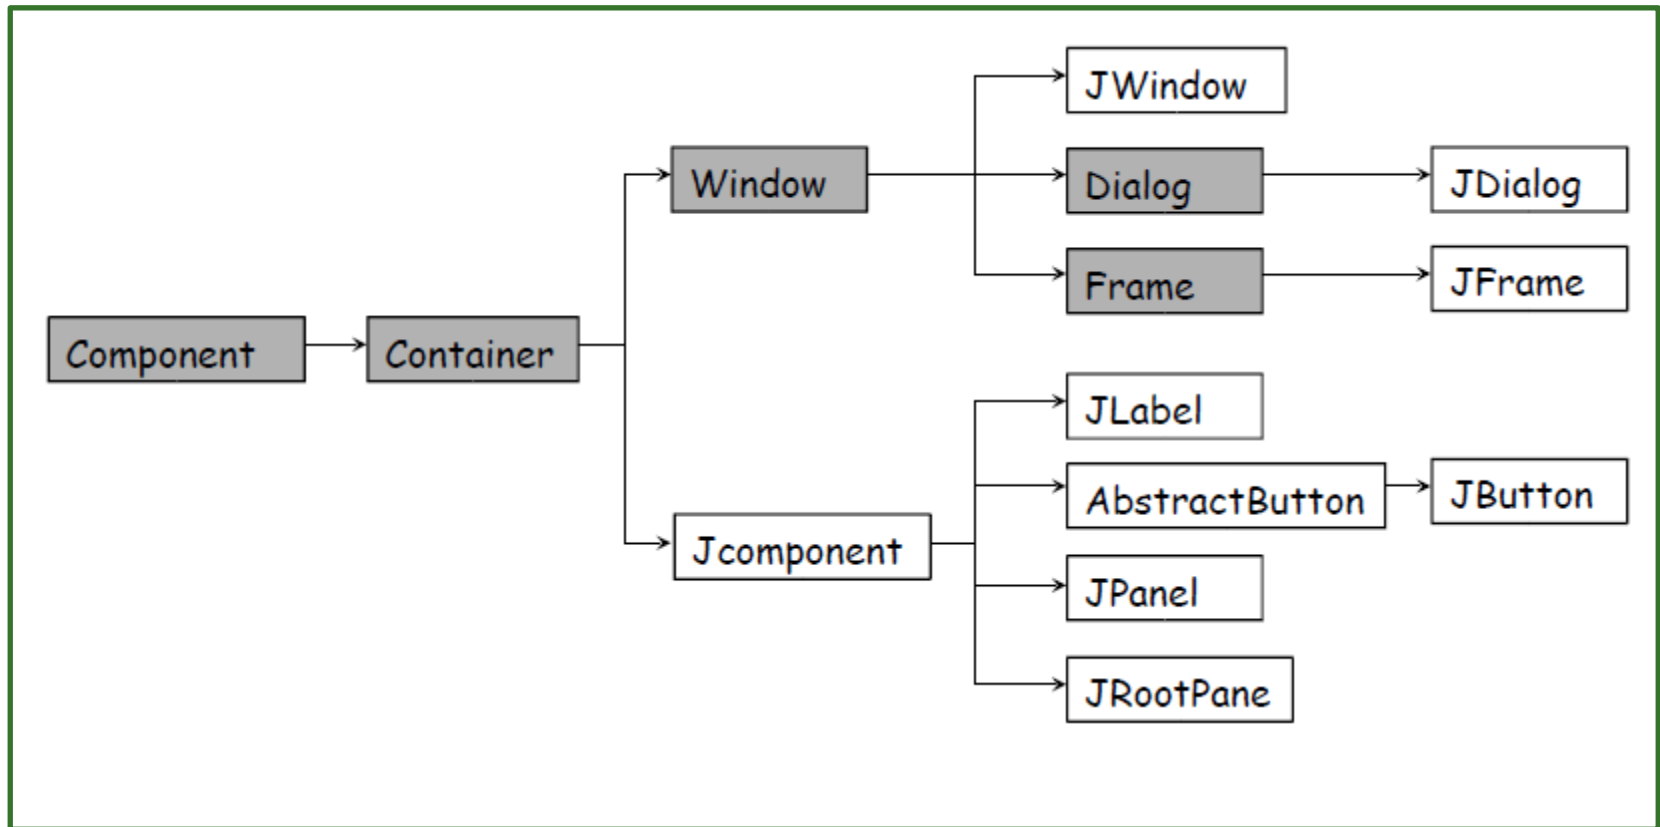 JWindow
Window
Dialog
JDialog
Frame
JFrame
Component
Container
JLabel
AbstractButton
JButton
Jcomponent
JPanel
JRootPane